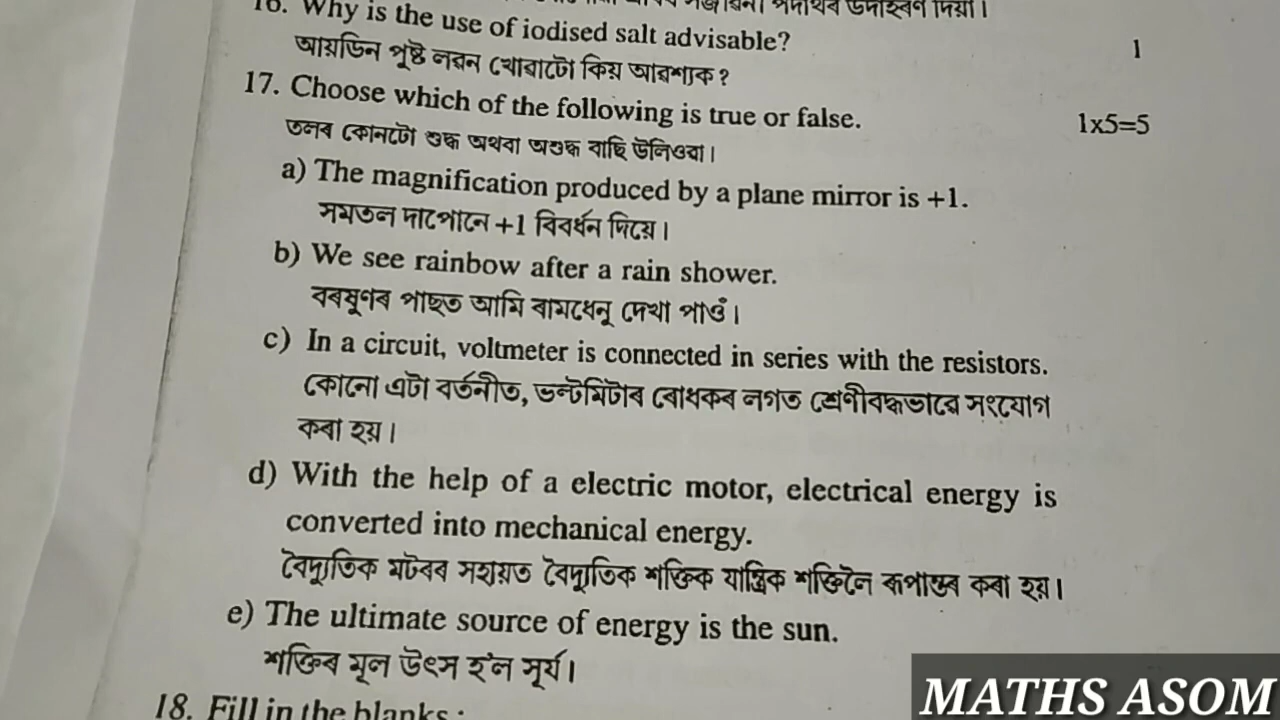 উদাহৰণ দিয়া।
16. Why is the use of iodised salt advisable? 1
আয়ডিন পূষ্ঠ লৱন খোৱাটো কিয় আৱশ্যক?
17. Choose which of the following is true or false. 1x5=5
তলৰ কোনটো শুদ্ধ অথবা অশুদ্ধ বাছি উলিওৱা।
a) The magnification produced by a plane mirror is +1.
সমতল দাপোনে +1 বিবৰ্ধন দিয়ে।
b) We see rainbow after a rain shower.
বৰষূণৰ পাছত আমি ৰামধেনু দেখা পাওঁ।
c) In a circuit, voltmeter is connected in series with the resistors.
কোনো এটা বৰ্তনীত, ভল্টমিটাৰ ৰোধকৰ লগত শ্ৰেণীবদ্ধভাৱে সংযোগ
কৰা হয়।
d) With the help of a electric motor, electrical energy is
converted into mechanical energy.
বৈদ্যুতিক মটৰৰ সহায়ত বৈদ্যুতিক শক্তিক যান্ত্ৰিক শক্তিলৈ ৰূপান্তৰ কৰা হয়।
e) The ultimate source of energy is the sun.
শক্তিৰ মূল উৎস হ'ল সূৰ্য।
18. Fill in the blanks :
MATHS ASOM